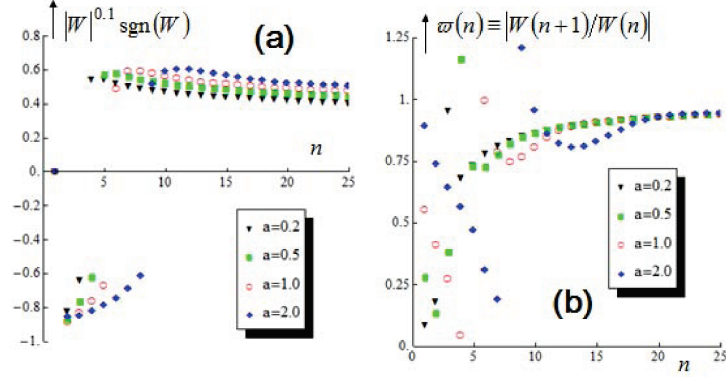 |W|^0.1 sgn(W)
(a)
0.8
0.6
0.4
0.2
0.
-0.2
-0.4
-0.6
-0.8
-1.
5
10
15
20
25
n
a=0.2
a=0.5
a=1.0
a=2.0
ϖ(n)≡|W(n+1)/W(n)|
1.25
1.
0.75
0.5
0.25
0.
0
5
10
15
20
25
n
a=0.2
a=0.5
a=1.0
a=2.0
(b)